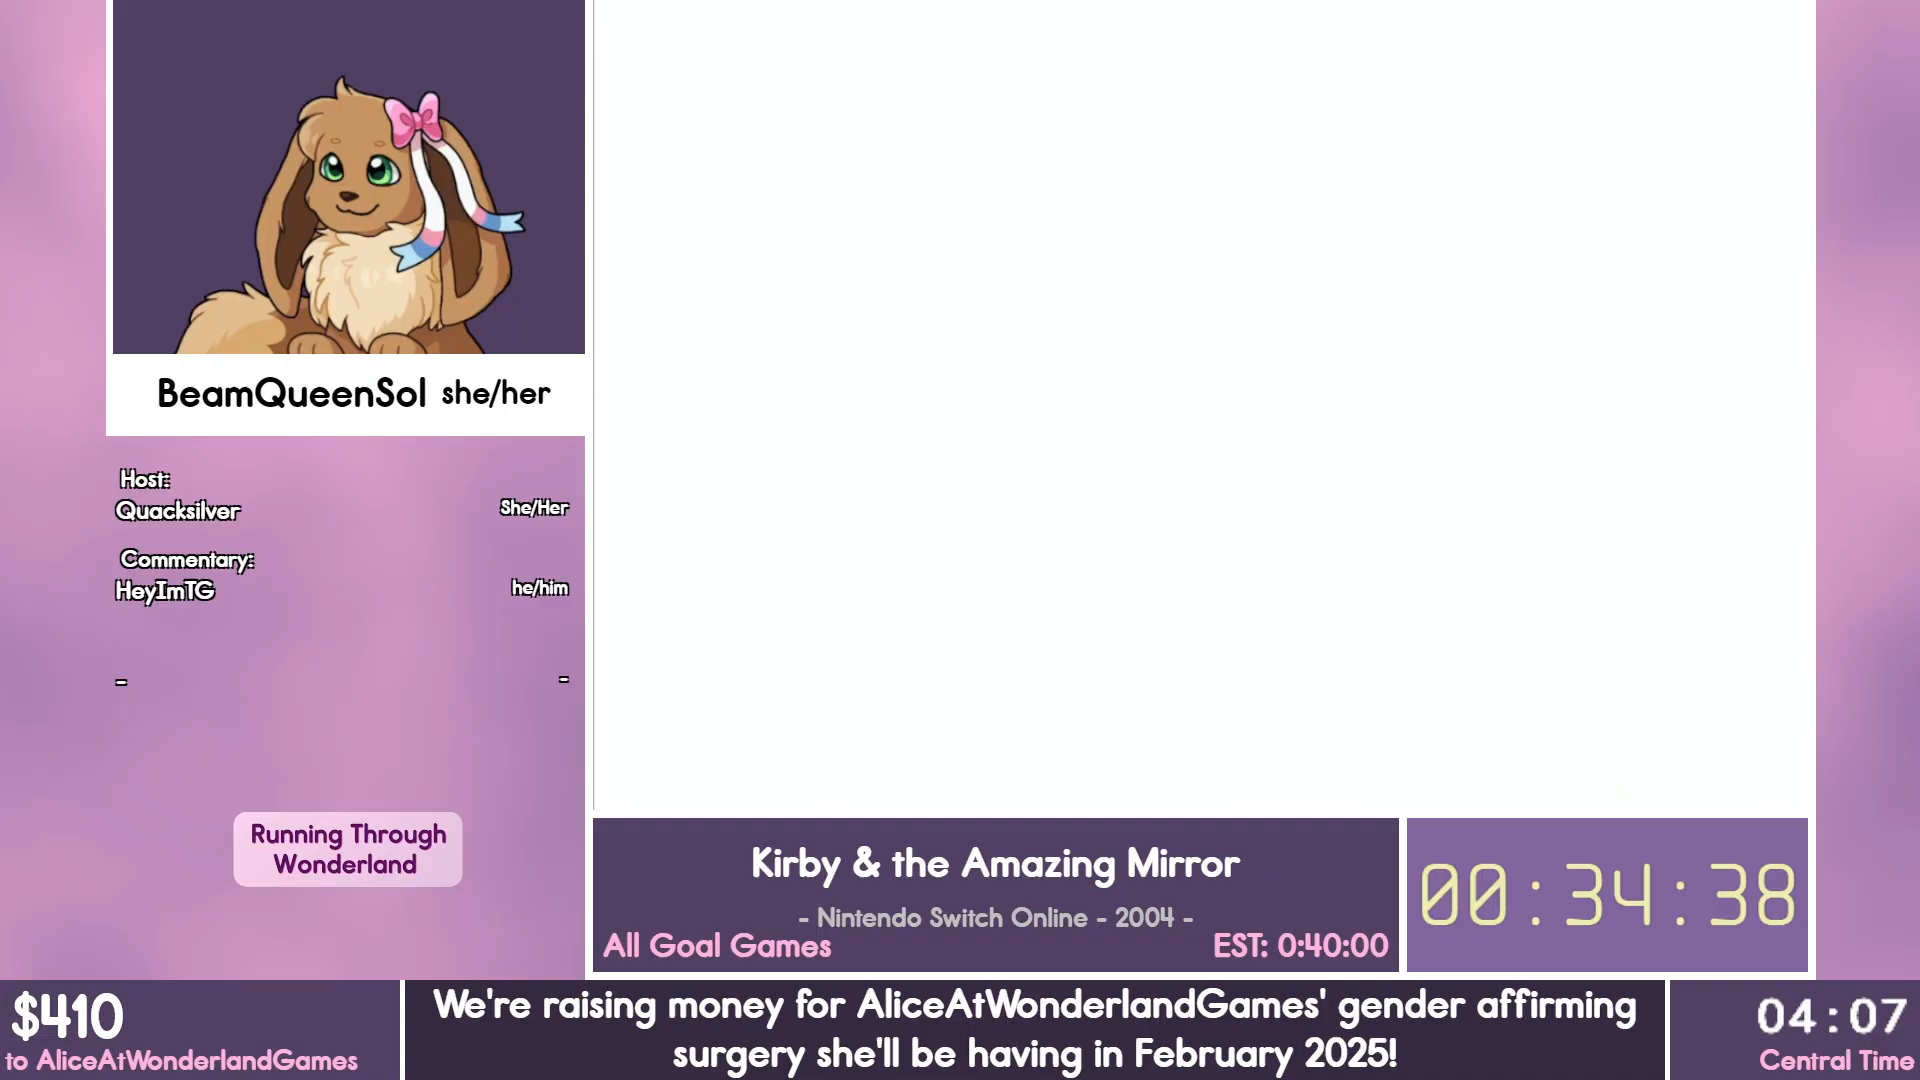 BeamQueenSol she/her
Host:
Quacksilver She/Her
Commentary:
HeyImTG he/him
- -
Running Through
Wonderland
Kirby & the Amazing Mirror
- Nintendo Switch Online - 2004 -
All Goal Games EST: 0:40:00
00:34:38
$410
to AliceAtWonderlandGames
We're raising money for AliceAtWonderlandGames' gender affirming
surgery she'll be having in February 2025!
04:07
Central Time